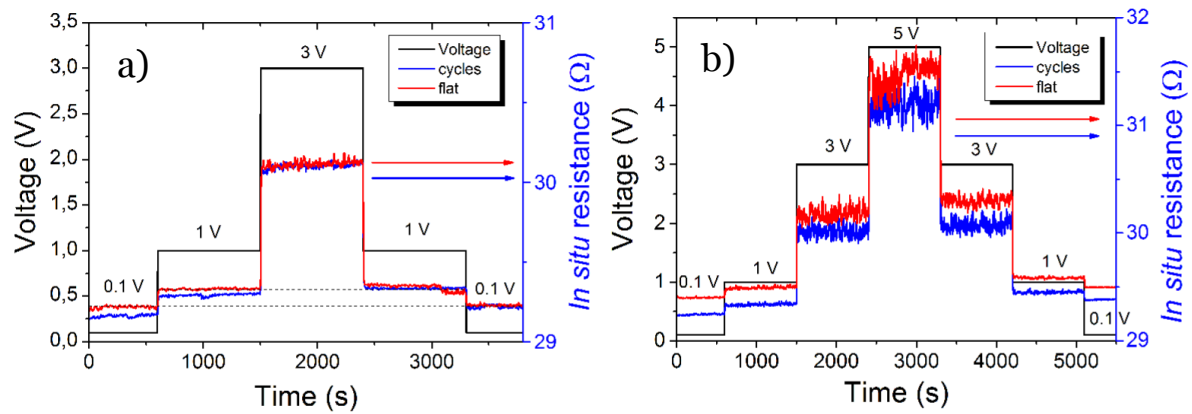 a)
Voltage (V)
3,5
3,0
2,5
2,0
1,5
1,0
0,5
0,0
0.1 V
1 V
3 V
1 V
0.1 V
Voltage
cycles
flat
31
30
29
In situ resistance (Ω)
0
1000
2000
3000
Time (s)
b)
Voltage (V)
5
4
3
2
1
0
0.1 V
1 V
3 V
5 V
3 V
1 V
0.1 V
Voltage
cycles
flat
32
31
30
29
In situ resistance (Ω)
0
1000
2000
3000
4000
5000
Time (s)